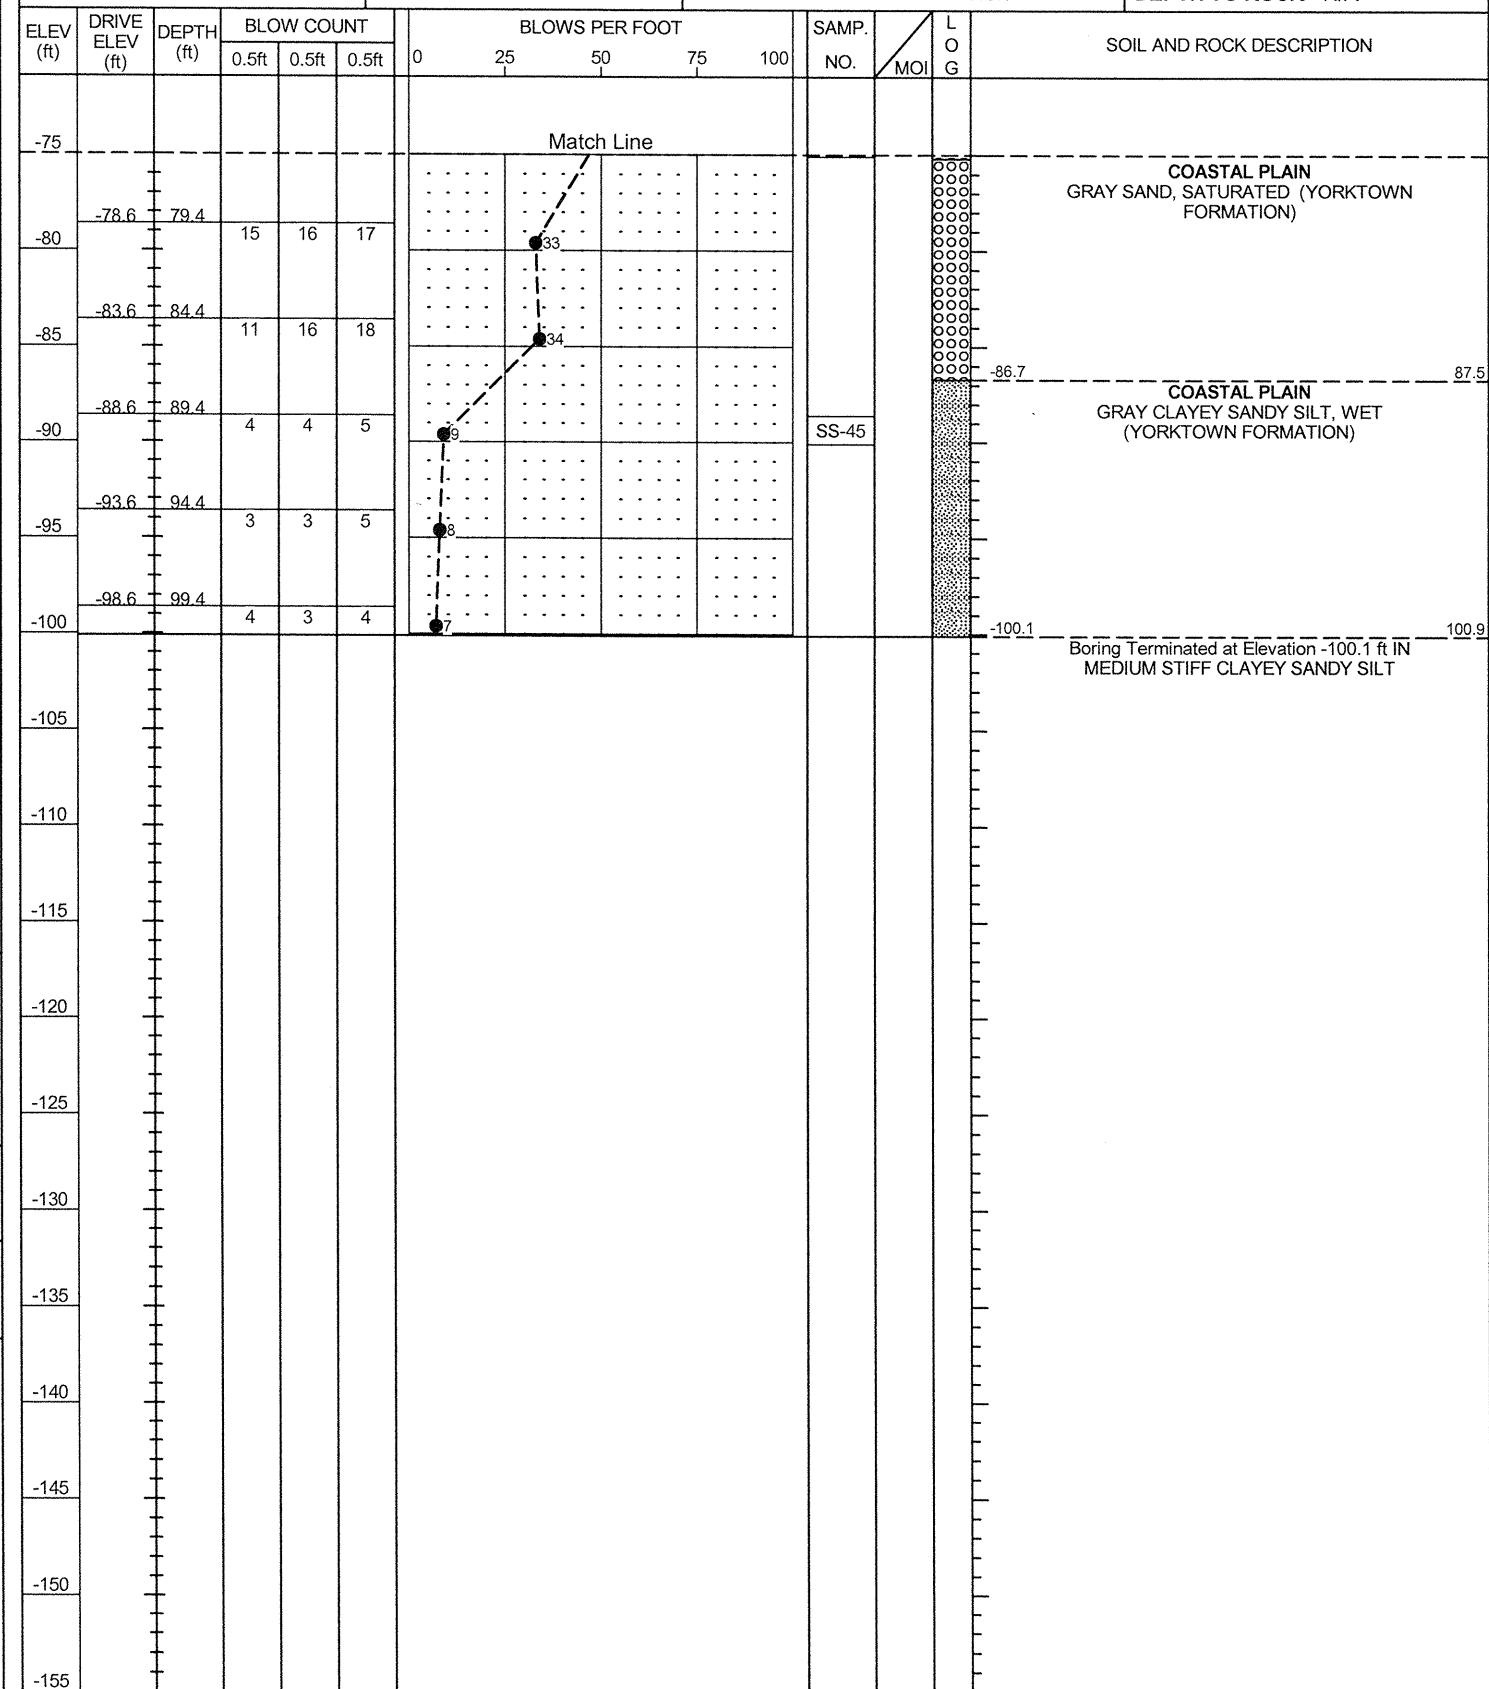 ELEV (ft) DRIVE ELEV (ft) DEPTH (ft) BLOW COUNT BLOWS PER FOOT SAMP. NO. MOI LOG SOIL AND ROCK DESCRIPTION
0.5ft 0.5ft 0.5ft 0 25 50 75 100
Match Line
-75
COASTAL PLAIN
GRAY SAND, SATURATED (YORKTOWN
FORMATION)
-78.6 79.4
15 16 17 33
-80
-83.6 84.4
11 16 18 34
-85
-86.7 87.5
COASTAL PLAIN
GRAY CLAYEY SANDY SILT, WET
(YORKTOWN FORMATION)
-88.6 89.4
4 4 5 9 SS-45
-90
-93.6 94.4
3 3 5 8
-95
-98.6 99.4
4 3 4 7
-100
-100.1 100.9
Boring Terminated at Elevation -100.1 ft IN
MEDIUM STIFF CLAYEY SANDY SILT
-105
-110
-115
-120
-125
-130
-135
-140
-145
-150
-155